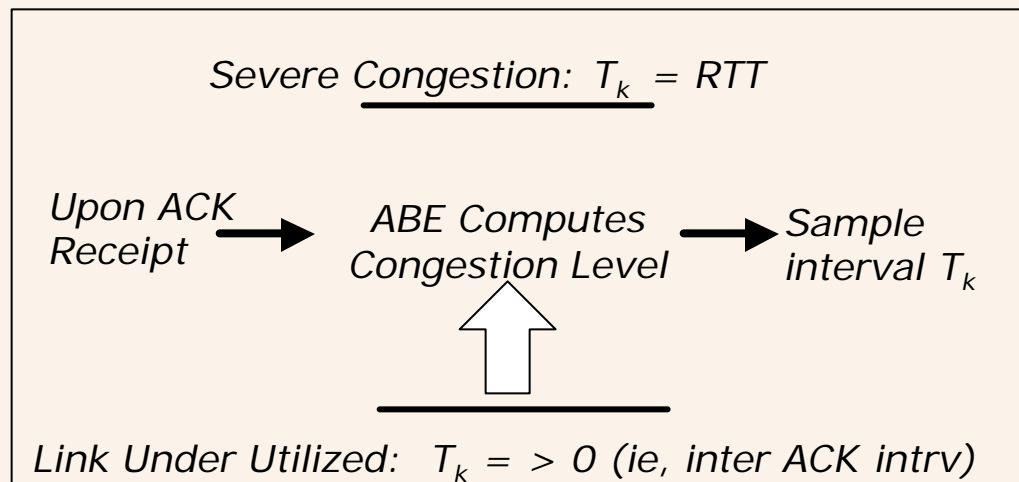 Severe Congestion: Tk = RTT
Upon ACK
Receipt
ABE Computes
Congestion Level
Sample
interval Tk
Link Under Utilized: Tk = > 0 (ie, inter ACK intrv)